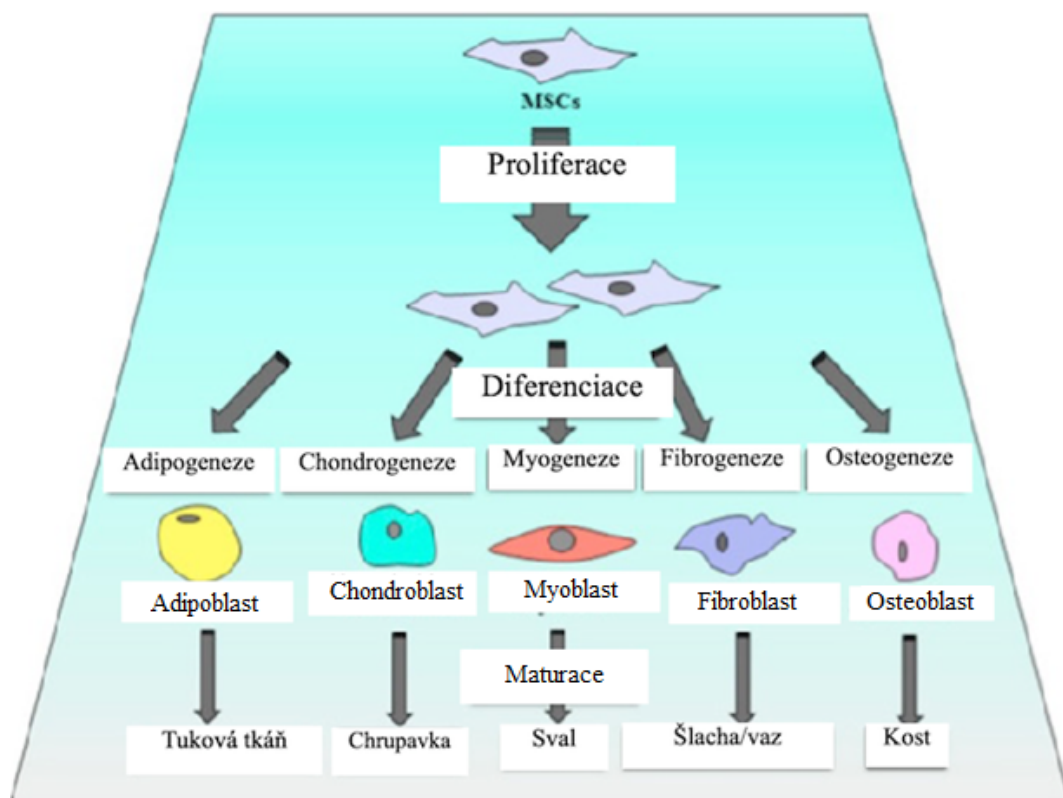 MSCs
Proliferace
Diferenciace
Adipogeneze
Chondrogeneze
Myogeneze
Fibrogeneze
Osteogeneze
Adipoblast
Chondroblast
Myoblast
Fibroblast
Osteoblast
Maturace
Tuková tkáň
Chrupavka
Sval
Šlacha/vaz
Kost